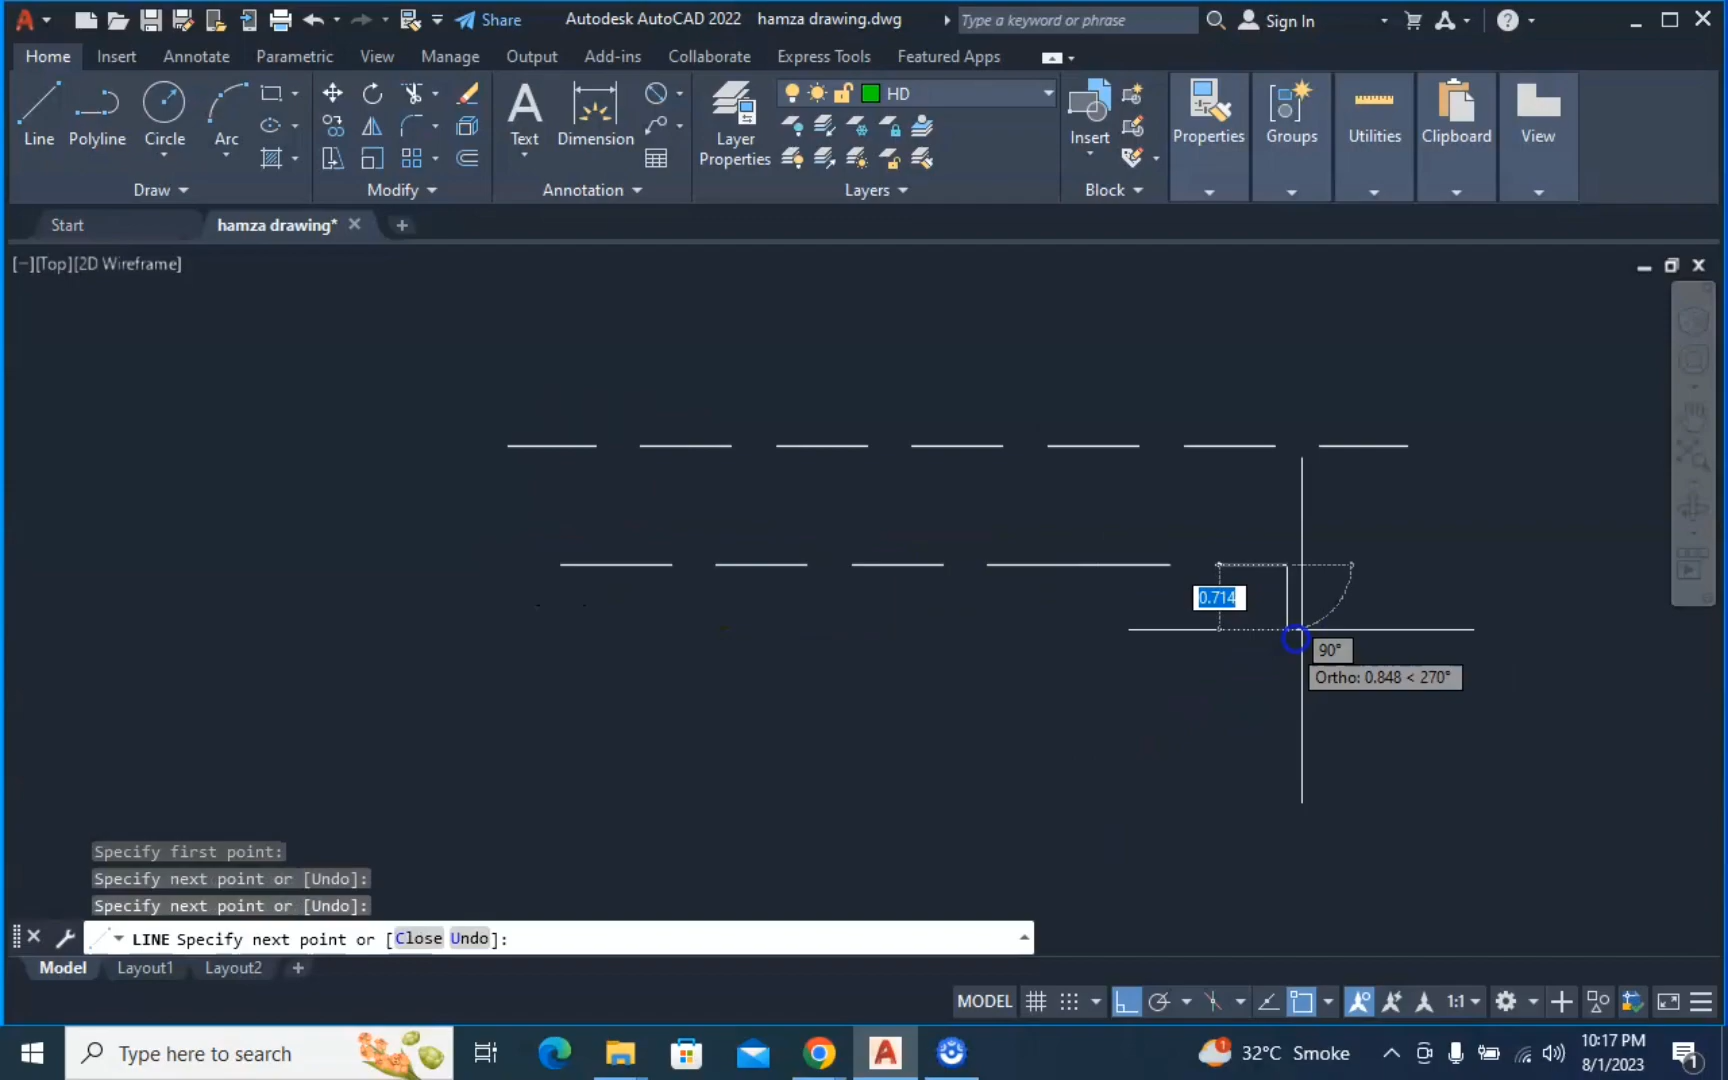 Share
Autodesk AutoCAD 2022 hamza drawing.dwg
Type a keyword or phrase
Sign In
Home Insert Annotate Parametric View Manage Output Add-ins Collaborate Express Tools Featured Apps
Line Polyline Circle Arc
Draw
Modify
Text Dimension
Annotation
Layer Properties
HD
Layers
Insert
Block
Properties
Groups
Utilities
Clipboard
View
Start
hamza drawing*
[−][Top][2D Wireframe]
0.714
90°
Ortho: 0.848 < 270°
Specify first point:
Specify next point or [Undo]:
Specify next point or [Undo]:
LINE Specify next point or [Close Undo]:
Model Layout1 Layout2
MODEL
1:1
Type here to search
32°C Smoke
10:17 PM
8/1/2023
1